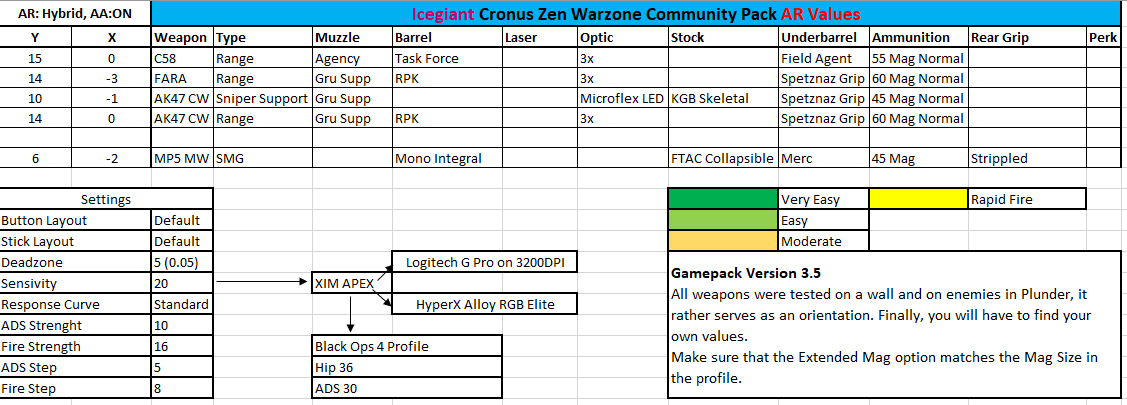 AR: Hybrid, AA:ON Icegiant Cronus Zen Warzone Community Pack AR Values
Y X Weapon Type Muzzle Barrel Laser Optic Stock Underbarrel Ammunition Rear Grip Perk
15 0 C58 Range Agency Task Force 3x Field Agent 55 Mag Normal
14 -3 FARA Range Gru Supp RPK 3x Spetznaz Grip 60 Mag Normal
10 -1 AK47 CW Sniper Support Gru Supp Microflex LED KGB Skeletal Spetznaz Grip 45 Mag Normal
14 0 AK47 CW Range Gru Supp RPK 3x Spetznaz Grip 60 Mag Normal
6 -2 MP5 MW SMG Mono Integral FTAC Collapsible Merc 45 Mag Strippled
Settings
Button Layout Default
Stick Layout Default
Deadzone 5 (0.05)
Sensivity 20
Response Curve Standard
ADS Strenght 10
Fire Strength 16
ADS Step 5
Fire Step 8
Logitech G Pro on 3200DPI
XIM APEX
HyperX Alloy RGB Elite
Black Ops 4 Profile
Hip 36
ADS 30
Very Easy Rapid Fire
Easy
Moderate
Gamepack Version 3.5
All weapons were tested on a wall and on enemies in Plunder, it
rather serves as an orientation. Finally, you will have to find your
own values.
Make sure that the Extended Mag option matches the Mag Size in
the profile.